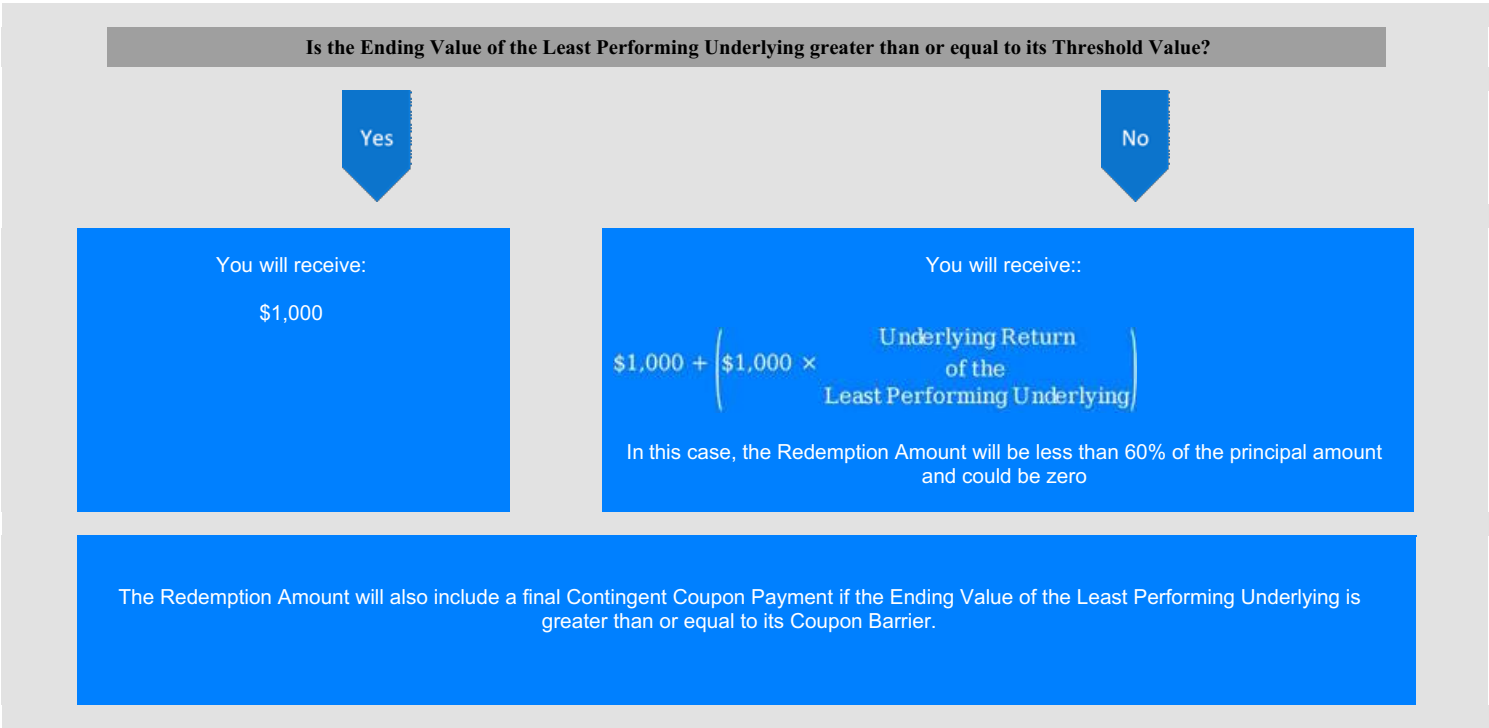 Is the Ending Value of the Least Performing Underlying greater than or equal to its Threshold Value?
Yes
No
You will receive:
$1,000
You will receive::
$1,000 + ($1,000 × Underlying Return
of the
Least Performing Underlying)
In this case, the Redemption Amount will be less than 60% of the principal amount
and could be zero
The Redemption Amount will also include a final Contingent Coupon Payment if the Ending Value of the Least Performing Underlying is
greater than or equal to its Coupon Barrier.